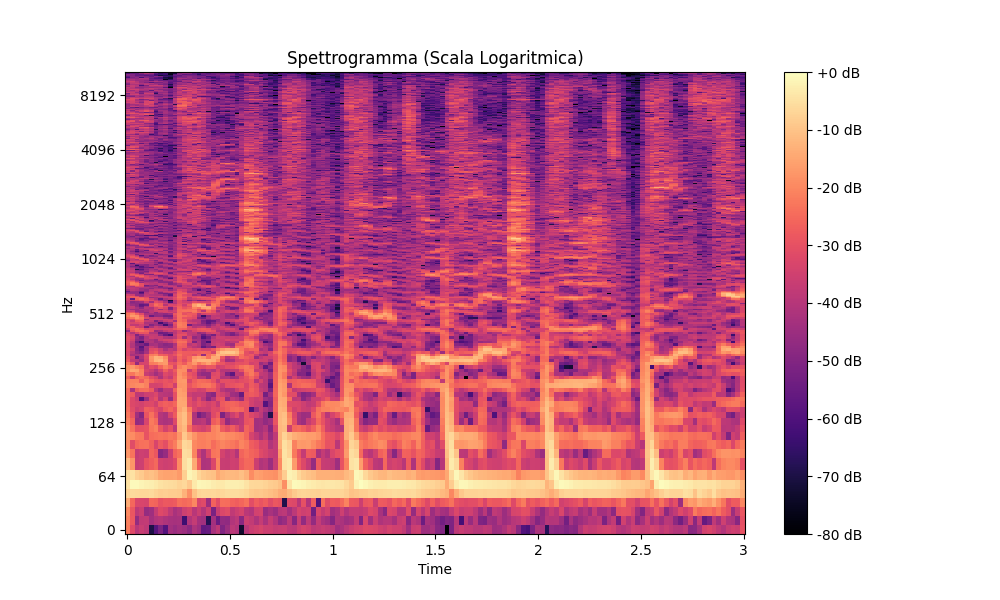 Spettrogramma (Scala Logaritmica)
Hz
8192
4096
2048
1024
512
256
128
64
0
0 0.5 1 1.5 2 2.5 3
Time
+0 dB
-10 dB
-20 dB
-30 dB
-40 dB
-50 dB
-60 dB
-70 dB
-80 dB